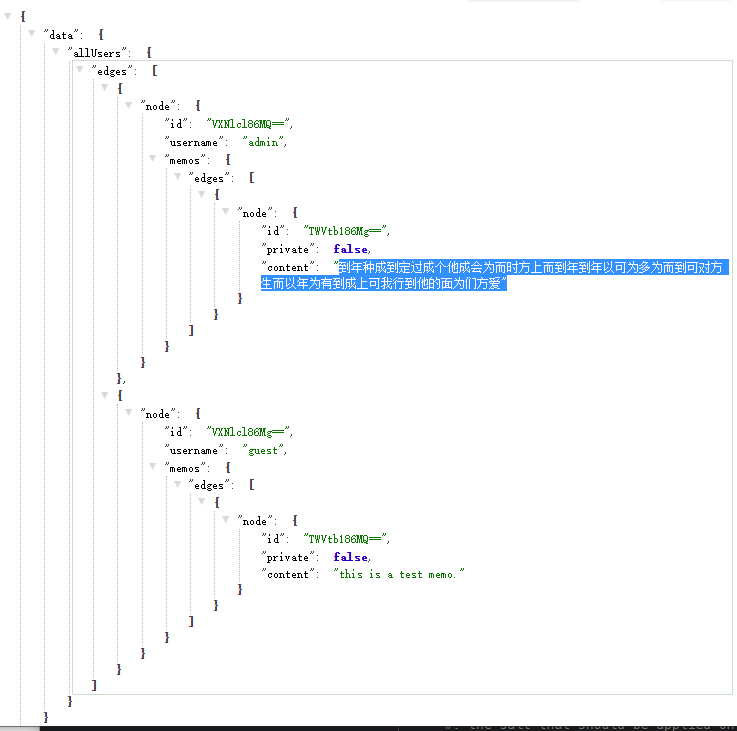 {
"data": {
"allUsers": {
"edges": [
{
"node": {
"id": "VXNlcl86MQ==",
"username": "admin",
"memos": {
"edges": [
{
"node": {
"id": "TWVtb186Mg==",
"private": false,
"content": "到年种成到定过成个他成会为而时方上而到年到年以可为多为而到可对方
生而以年为有到成上可我行到他的面为们方爱"
}
}
]
}
}
},
{
"node": {
"id": "VXNlcl86Mg==",
"username": "guest",
"memos": {
"edges": [
{
"node": {
"id": "TWVtb186MQ==",
"private": false,
"content": "this is a test memo."
}
}
]
}
}
}
]
}
}